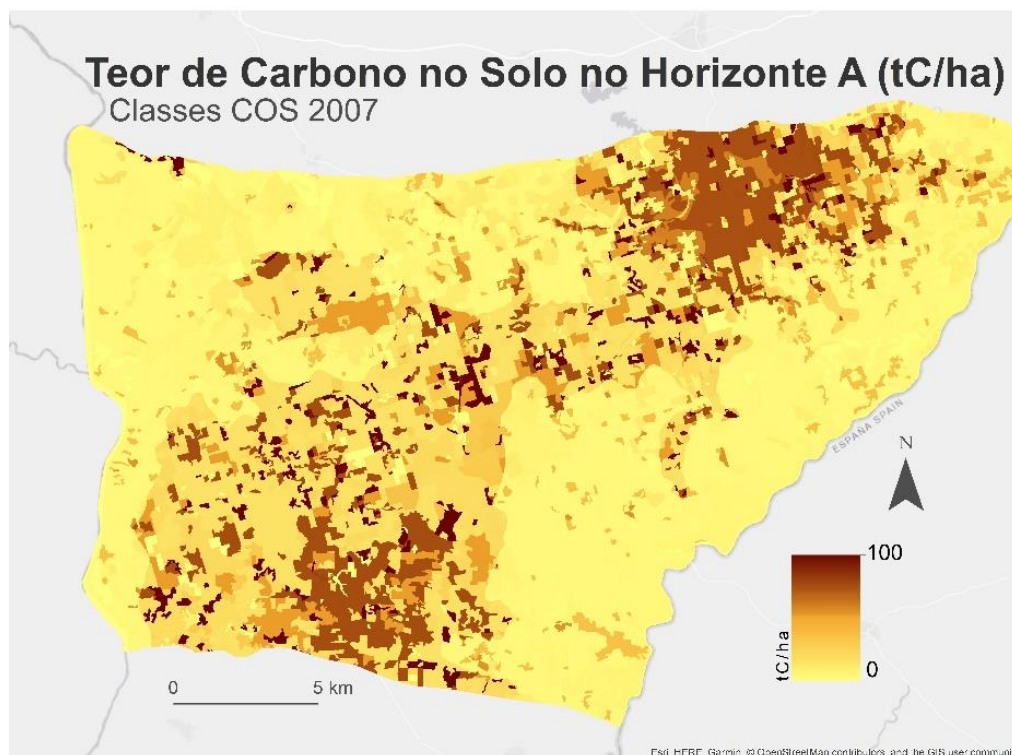 Teor de Carbono no Solo no Horizonte A (tC/ha)
Classes COS 2007
ESPAÑA SPAIN
N
100
tC/ha
0
0 5 km
Esri, HERE, Garmin, © OpenStreetMap contributors, and the GIS user communi